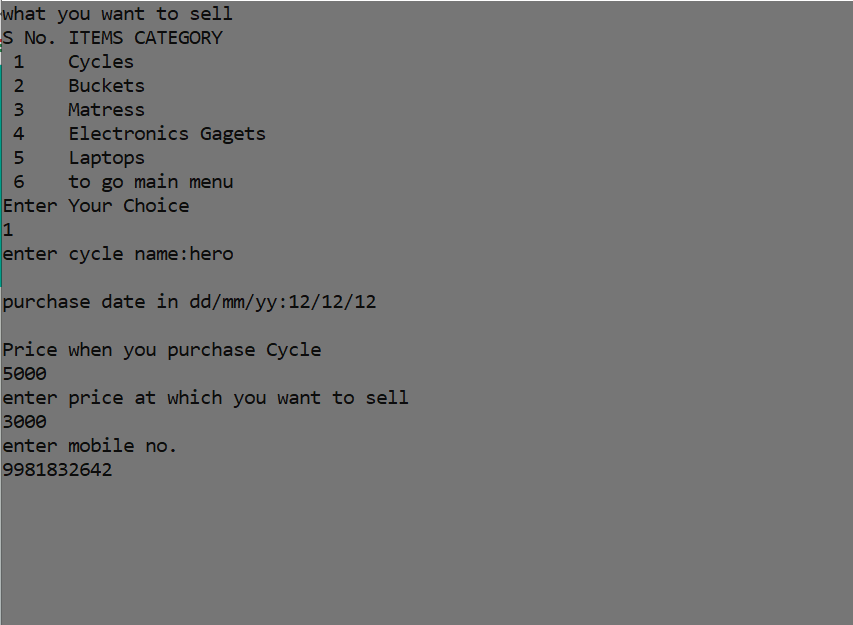 what you want to sell
S No. ITEMS CATEGORY
1 Cycles
2 Buckets
3 Matress
4 Electronics Gagets
5 Laptops
6 to go main menu
Enter Your Choice
1
enter cycle name:hero
purchase date in dd/mm/yy:12/12/12
Price when you purchase Cycle
5000
enter price at which you want to sell
3000
enter mobile no.
9981832642